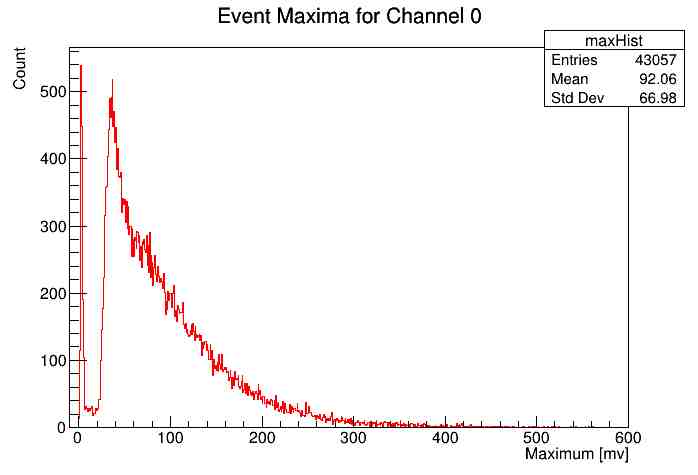 Event Maxima for Channel 0
maxHist
Entries 43057
Mean 92.06
Std Dev 66.98
Count
500
400
300
200
100
0
0 100 200 300 400 500 600
Maximum [mv]